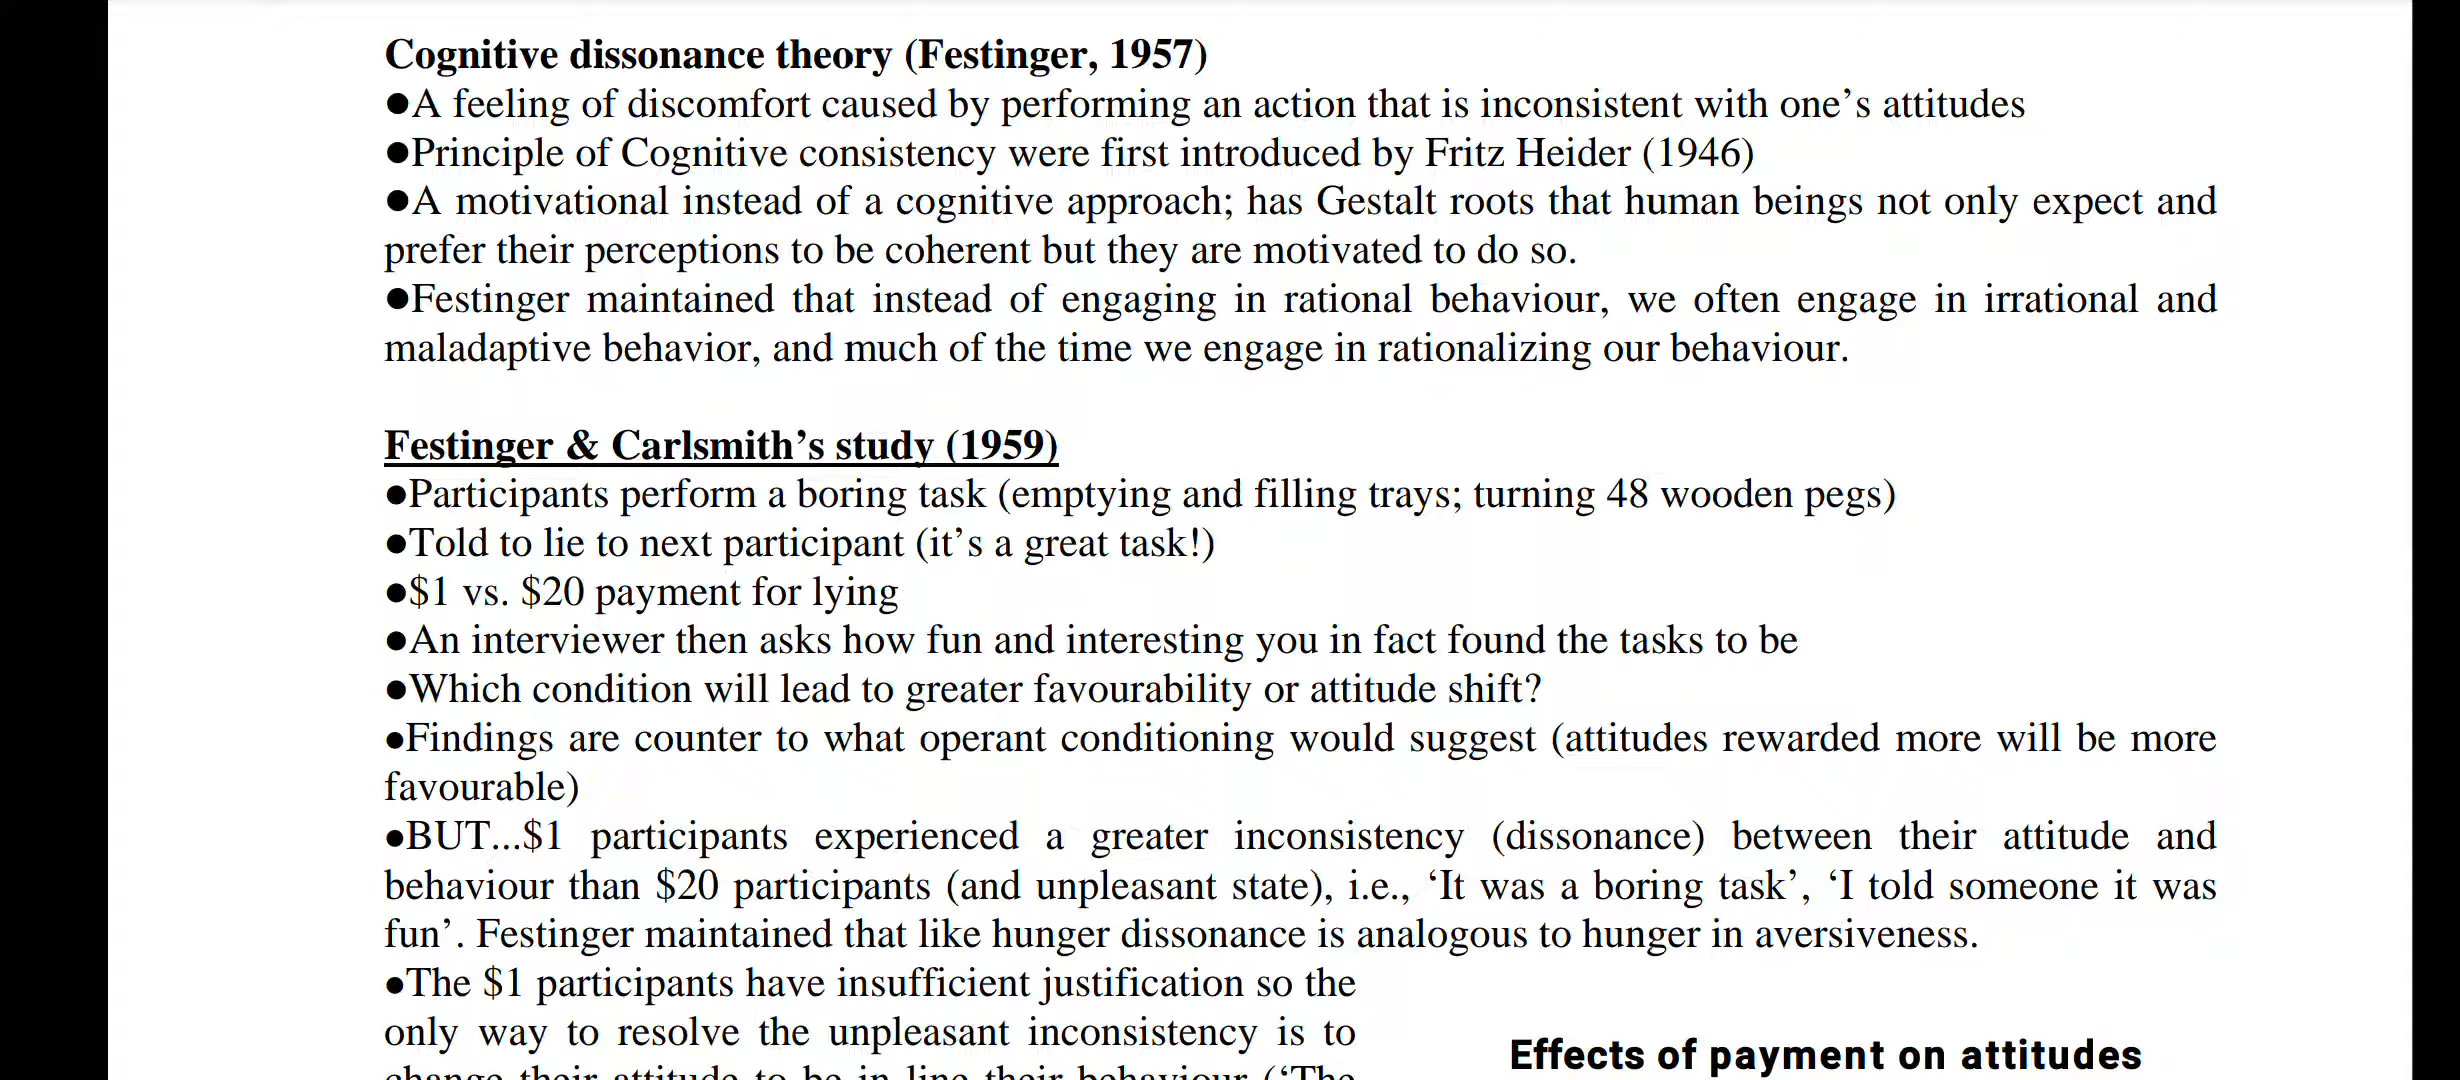 Cognitive dissonance theory (Festinger, 1957)
●A feeling of discomfort caused by performing an action that is inconsistent with one’s attitudes
●Principle of Cognitive consistency were first introduced by Fritz Heider (1946)
●A motivational instead of a cognitive approach; has Gestalt roots that human beings not only expect and
prefer their perceptions to be coherent but they are motivated to do so.
●Festinger maintained that instead of engaging in rational behaviour, we often engage in irrational and
maladaptive behavior, and much of the time we engage in rationalizing our behaviour.
Festinger & Carlsmith’s study (1959)
●Participants perform a boring task (emptying and filling trays; turning 48 wooden pegs)
●Told to lie to next participant (it’s a great task!)
●$1 vs. $20 payment for lying
●An interviewer then asks how fun and interesting you in fact found the tasks to be
●Which condition will lead to greater favourability or attitude shift?
●Findings are counter to what operant conditioning would suggest (attitudes rewarded more will be more
favourable)
●BUT...$1 participants experienced a greater inconsistency (dissonance) between their attitude and
behaviour than $20 participants (and unpleasant state), i.e., ‘It was a boring task’, ‘I told someone it was
fun’. Festinger maintained that like hunger dissonance is analogous to hunger in aversiveness.
●The $1 participants have insufficient justification so the
only way to resolve the unpleasant inconsistency is to
change their attitude to be in line their behaviour (‘The
Effects of payment on attitudes